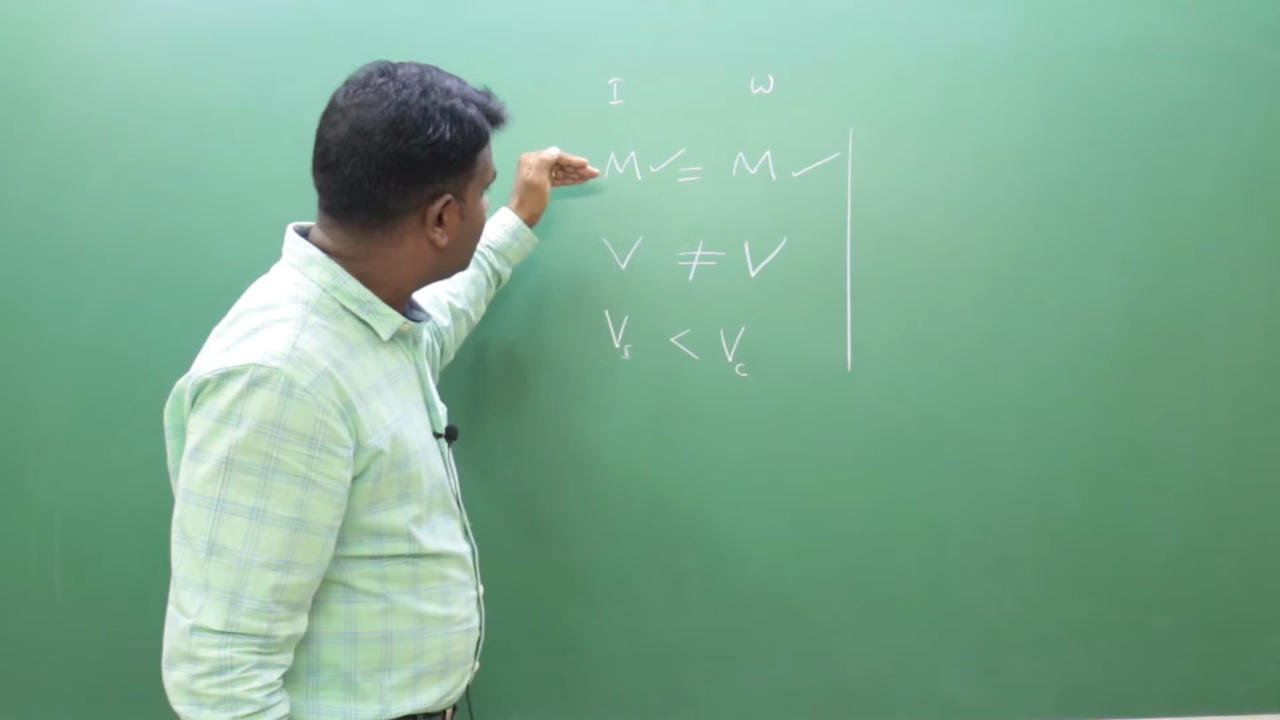 I W
M ✓ = M ✓
V ≠ V
Vs < Vc